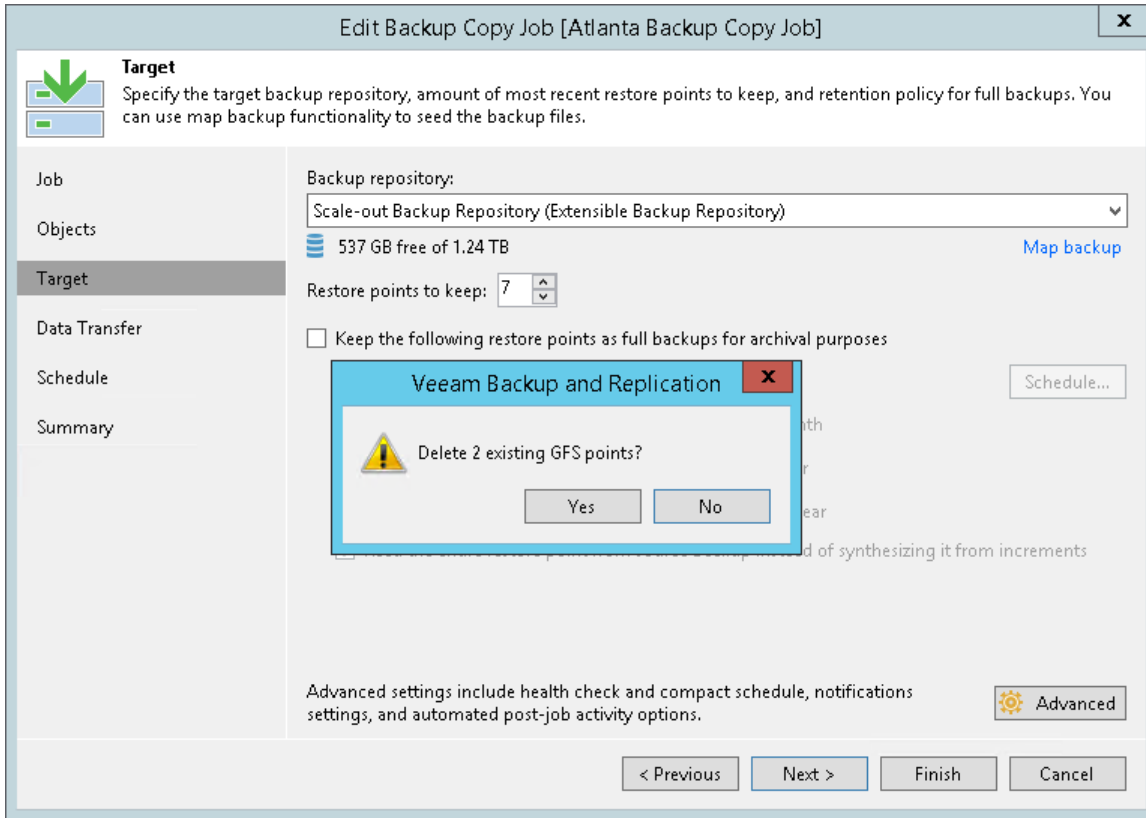 Edit Backup Copy Job [Atlanta Backup Copy Job]
x
Target
Specify the target backup repository, amount of most recent restore points to keep, and retention policy for full backups. You
can use map backup functionality to seed the backup files.
Job
Objects
Target
Data Transfer
Schedule
Summary
Backup repository:
Scale-out Backup Repository (Extensible Backup Repository)
537 GB free of 1.24 TB
Map backup
Restore points to keep: 7
Keep the following restore points as full backups for archival purposes
Schedule...
Veeam Backup and Replication
x
Delete 2 existing GFS points?
Yes
No
of synthesizing it from increments
Advanced settings include health check and compact schedule, notifications
settings, and automated post-job activity options.
Advanced
< Previous
Next >
Finish
Cancel